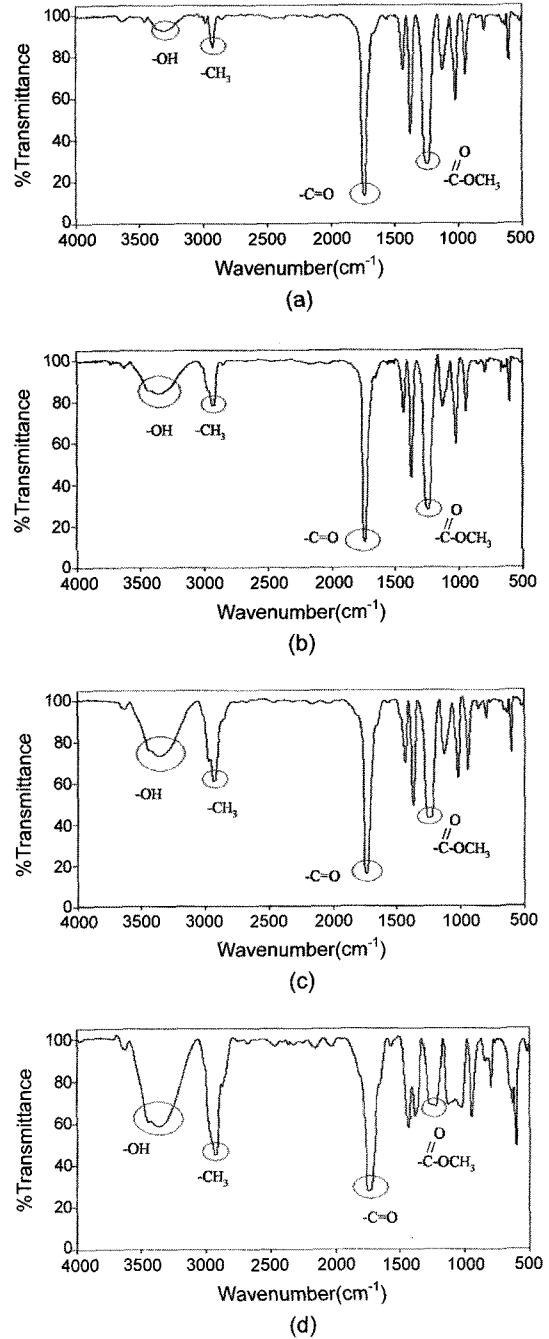 100
80
60
40
20
0
%Transmittance
-OH
-CH₃
-C=O
O
-C-OCH₃
4000 3500 3000 2500 2000 1500 1000 500
Wavenumber(cm⁻¹)
(a)
100
80
60
40
20
0
%Transmittance
-OH
-CH₃
-C=O
O
-C-OCH₃
4000 3500 3000 2500 2000 1500 1000 500
Wavenumber(cm⁻¹)
(b)
100
80
60
40
20
0
%Transmittance
-OH
-CH₃
-C=O
O
-C-OCH₃
4000 3500 3000 2500 2000 1500 1000 500
Wavenumber(cm⁻¹)
(c)
100
80
60
40
20
0
%Transmittance
-OH
-CH₃
-C=O
O
-C-OCH₃
4000 3500 3000 2500 2000 1500 1000 500
Wavenumber(cm⁻¹)
(d)